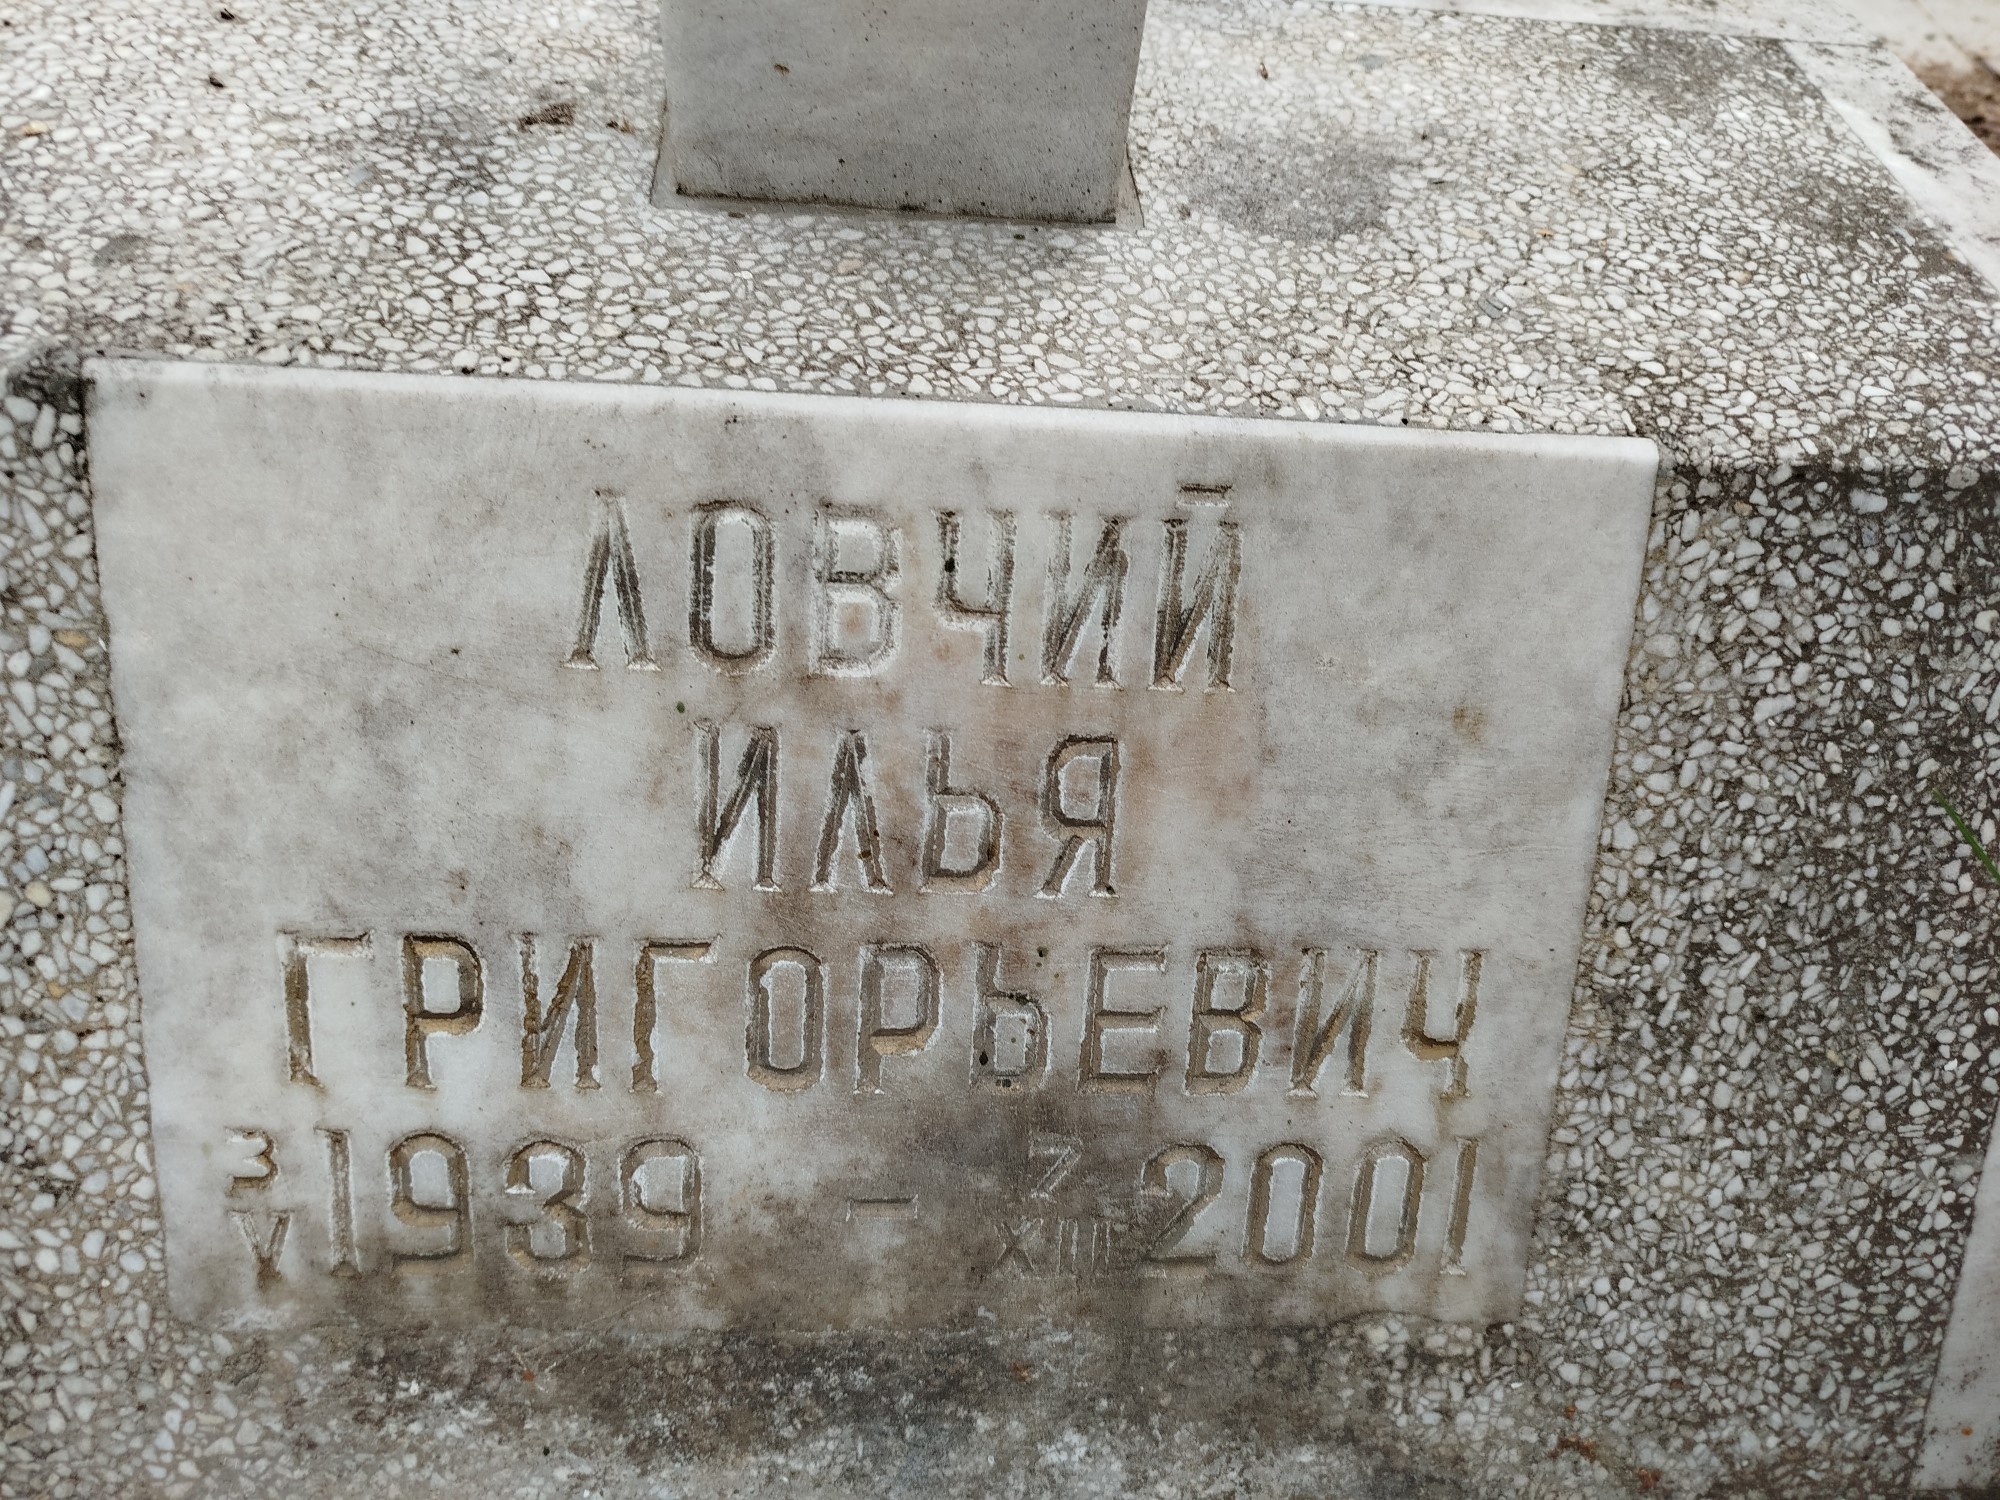 ЛОВЧИЙ
ИЛЬЯ
ГРИГОРЬЕВИЧ
3/V 1939 - 7/XII 2001